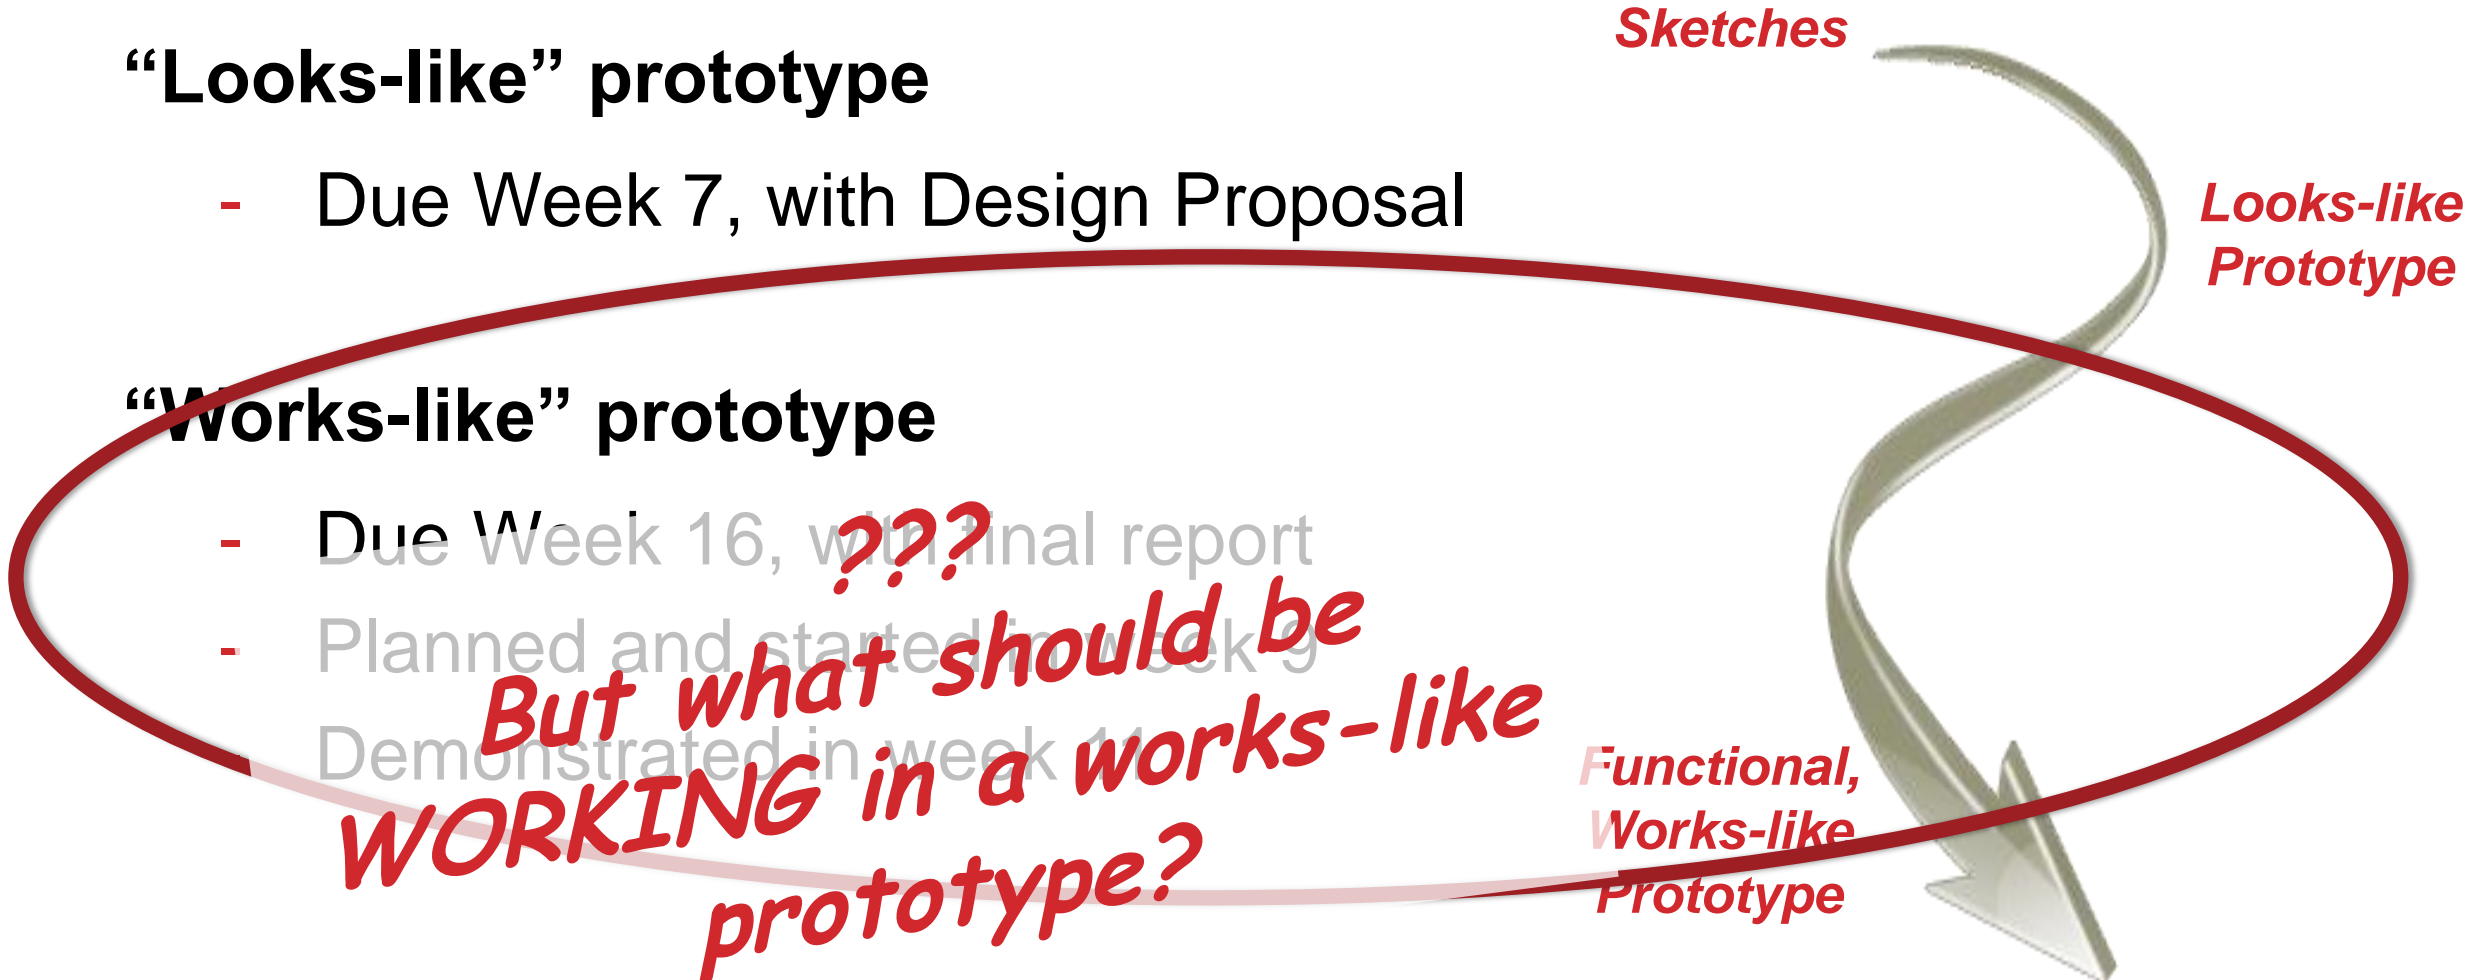 “Looks-like” prototype
- Due Week 7, with Design Proposal
“Works-like” prototype
- Due Week 16, with final report
- Planned and started in week 9
- Demonstrated in week 11
???
But what should be
WORKING in a works-like
prototype?
Sketches
Looks-like
Prototype
Functional,
Works-like
Prototype